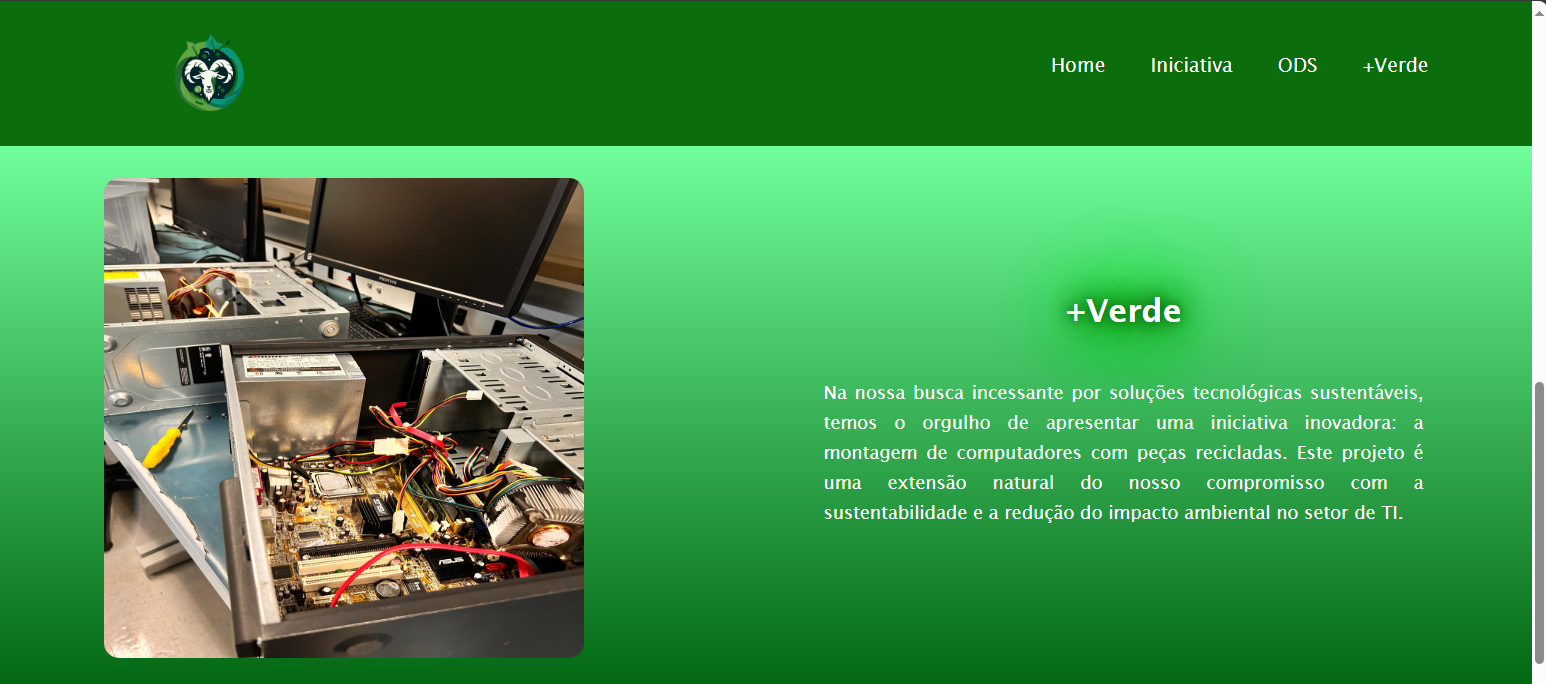 Home Iniciativa ODS +Verde
+Verde
Na nossa busca incessante por soluções tecnológicas sustentáveis,
temos o orgulho de apresentar uma iniciativa inovadora: a
montagem de computadores com peças recicladas. Este projeto é
uma extensão natural do nosso compromisso com a
sustentabilidade e a redução do impacto ambiental no setor de TI.
ASUS